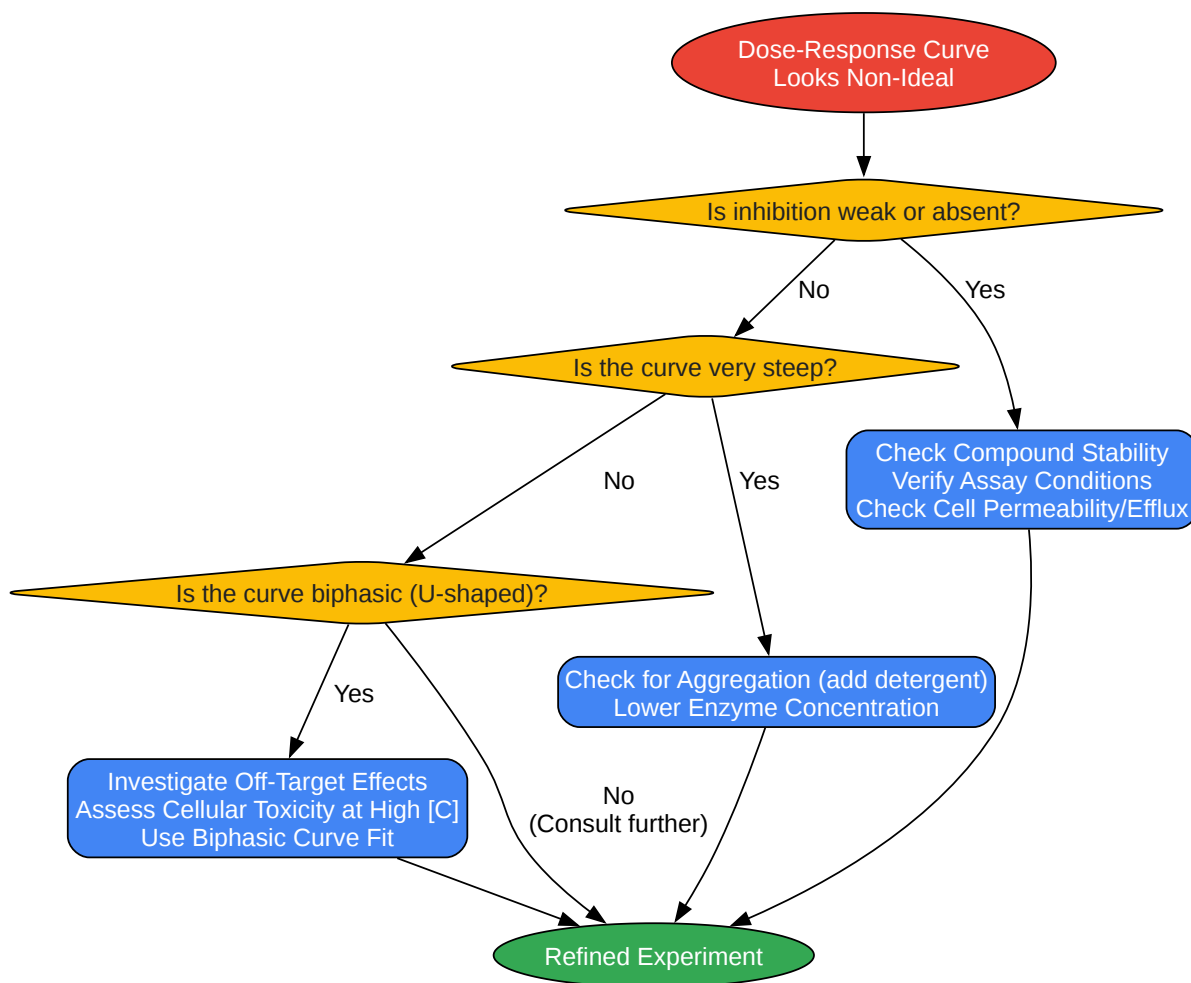 Dose-Response Curve
Looks Non-Ideal
Is inhibition weak or absent?
No
Yes
Is the curve very steep?
Check Compound Stability
Verify Assay Conditions
Check Cell Permeability/Efflux
No
Yes
Is the curve biphasic (U-shaped)?
Yes
Check for Aggregation (add detergent)
Lower Enzyme Concentration
Investigate Off-Target Effects
Assess Cellular Toxicity at High [C]
Use Biphasic Curve Fit
No
(Consult further)
Refined Experiment